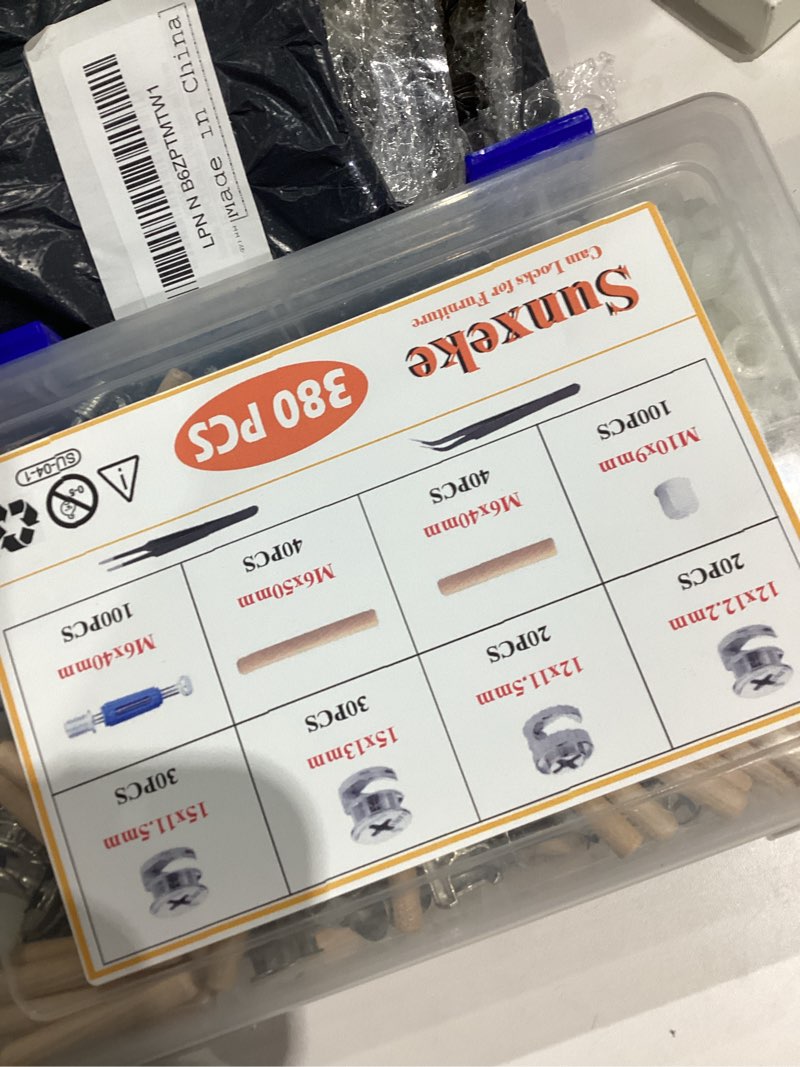 LPN N B6ZPTMTW1
Made in China
12x12.2mm
20PCS
12x11.5mm
20PCS
15x13mm
30PCS
15x11.5mm
30PCS
M10x9mm
100PCS
M6x40mm
40PCS
M6x50mm
40PCS
M6x40mm
100PCS
Sunxeke
Cam Locks for Furniture
380 PCS
SU-04-1